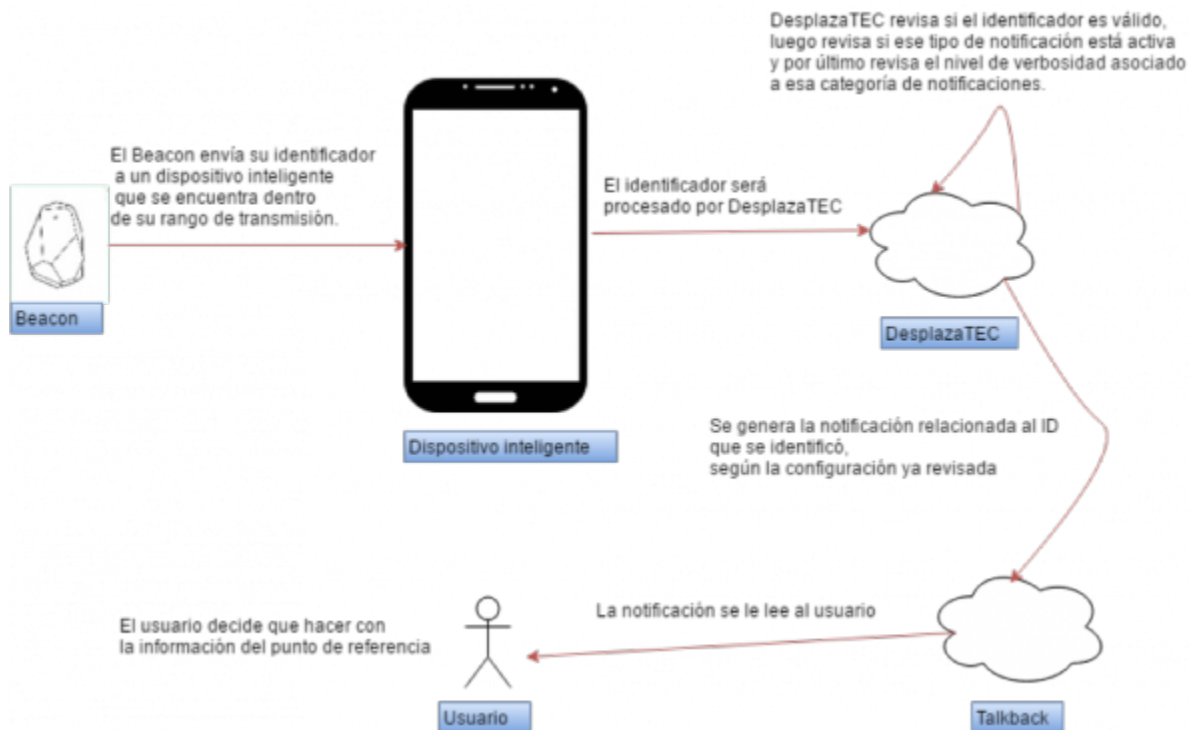 DesplazaTEC revisa si el identificador es válido,
luego revisa si ese tipo de notificación está activa
y por último revisa el nivel de verbosidad asociado
a esa categoría de notificaciones.
El Beacon envía su identificador
a un dispositivo inteligente
que se encuentra dentro
de su rango de transmisión.
El identificador será
procesado por DesplazaTEC
Beacon
DesplazaTEC
Dispositivo inteligente
Se genera la notificación relacionada al ID
que se identificó,
según la configuración ya revisada
La notificación se le lee al usuario
El usuario decide que hacer con
la información del punto de referencia
Usuario
Talkback